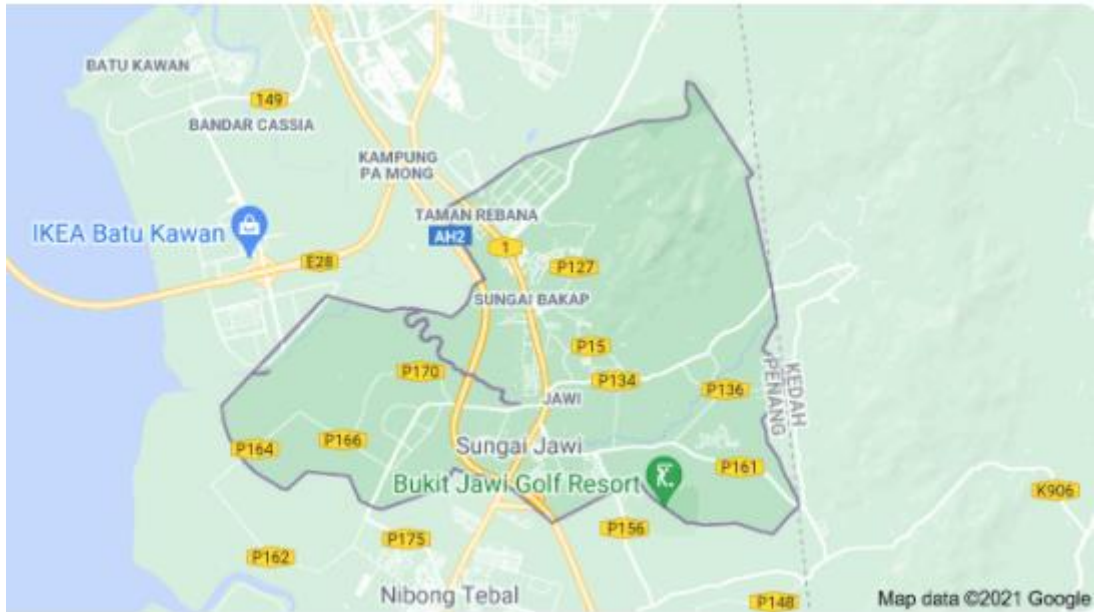 BATU KAWAN
149
BANDAR CASSIA
KAMPUNG
PA MONG
TAMAN REBANA
IKEA Batu Kawan
AH2
1
E28
P127
SUNGAI BAKAP
P15
P170
P134
P136
KEDAH
PENANG
JAWI
P164
P166
Sungai Jawi
P161
Bukit Jawi Golf Resort
K906
P156
P175
P162
Nibong Tebal
P148
Map data ©2021 Google